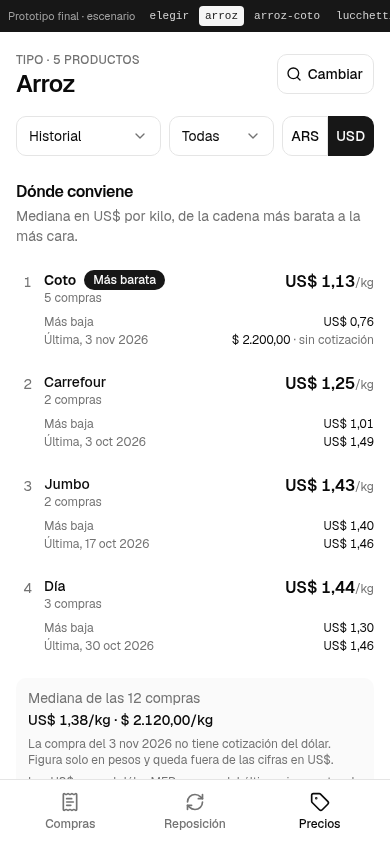 Prototipo final · escenario elegir arroz arroz-coto lucchett
TIPO · 5 PRODUCTOS
Arroz
Cambiar
Historial Todas ARS USD
Dónde conviene
Mediana en US$ por kilo, de la cadena más barata a la
más cara.
1 Coto Más barata US$ 1,13/kg
5 compras
Más baja US$ 0,76
Última, 3 nov 2026 $ 2.200,00 · sin cotización
2 Carrefour US$ 1,25/kg
2 compras
Más baja US$ 1,01
Última, 3 oct 2026 US$ 1,49
3 Jumbo US$ 1,43/kg
2 compras
Más baja US$ 1,40
Última, 17 oct 2026 US$ 1,46
4 Día US$ 1,44/kg
3 compras
Más baja US$ 1,30
Última, 30 oct 2026 US$ 1,46
Mediana de las 12 compras
US$ 1,38/kg · $ 2.120,00/kg
La compra del 3 nov 2026 no tiene cotización del dólar.
Figura solo en pesos y queda fuera de las cifras en US$.
Compras Reposición Precios